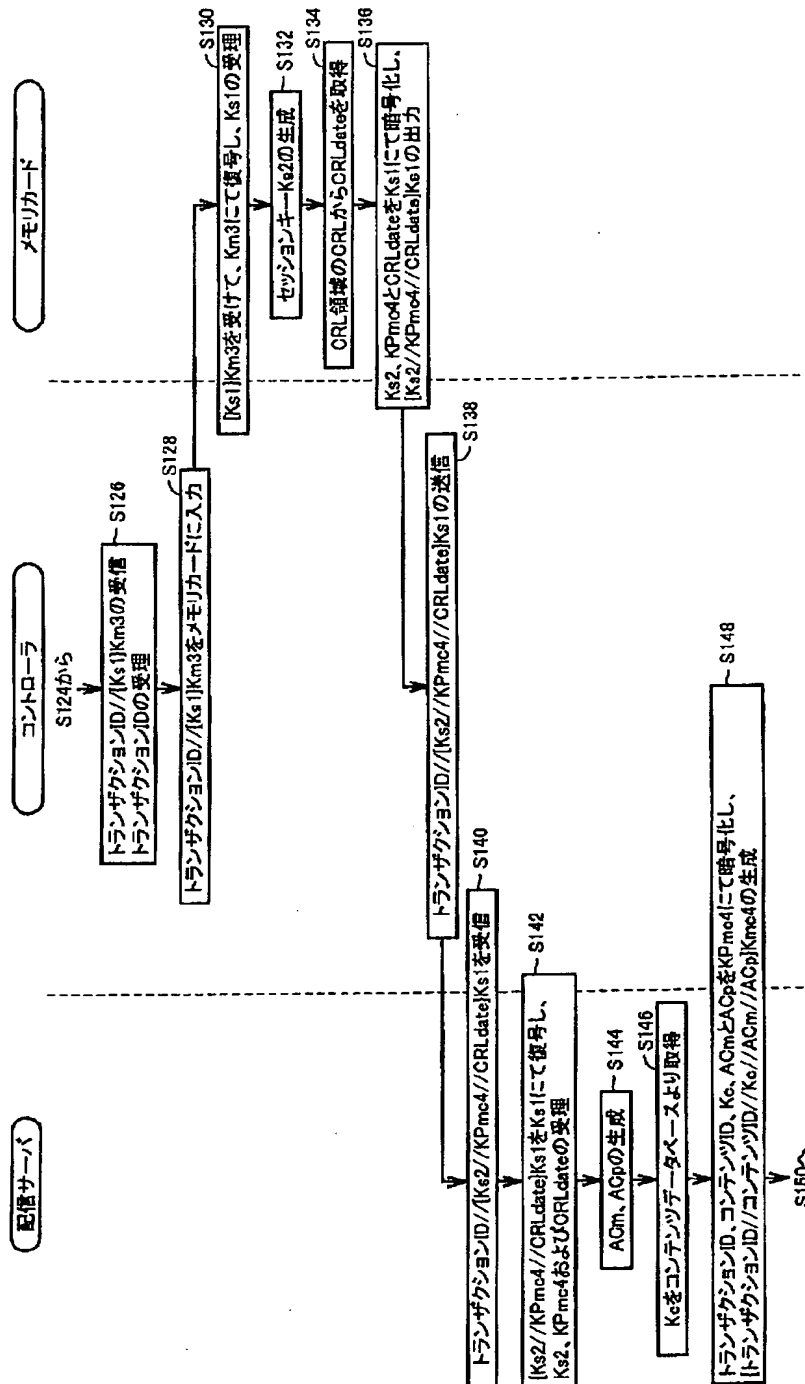 配信サーバ
コントローラ
メモリカード
S124から
トランザクションID//{Ks1}Km3の受信
トランザクションIDの受理
S126
トランザクションID//{Ks1}Km3をメモリカードに入力
S128
{Ks1}Km3を受けて、Km3にて復号し、Ks1の受理
S130
セッションキーKs2の生成
S132
CRL領域のCRLからCRLdateを取得
S134
Ks2、KPmc4とCRLdateをKs1にて暗号化し、
{Ks2//KPmc4//CRLdate}Ks1の出力
S136
トランザクションID//{Ks2//KPmc4//CRLdate}Ks1の送信
S138
トランザクションID//{Ks2//KPmc4//CRLdate}Ks1を受信
S140
{Ks2//KPmc4//CRLdate}Ks1をKs1にて復号し、
Ks2、KPmc4およびCRLdateの受理
S142
ACm、ACpの生成
S144
Kcをコンテンツデータベースより取得
S146
トランザクションID、コンテンツID、Kc、ACmとACpをKPmc4にて暗号化し、
{トランザクションID//コンテンツID//Kc//ACm//ACp}Kmc4の生成
S148
S150へ